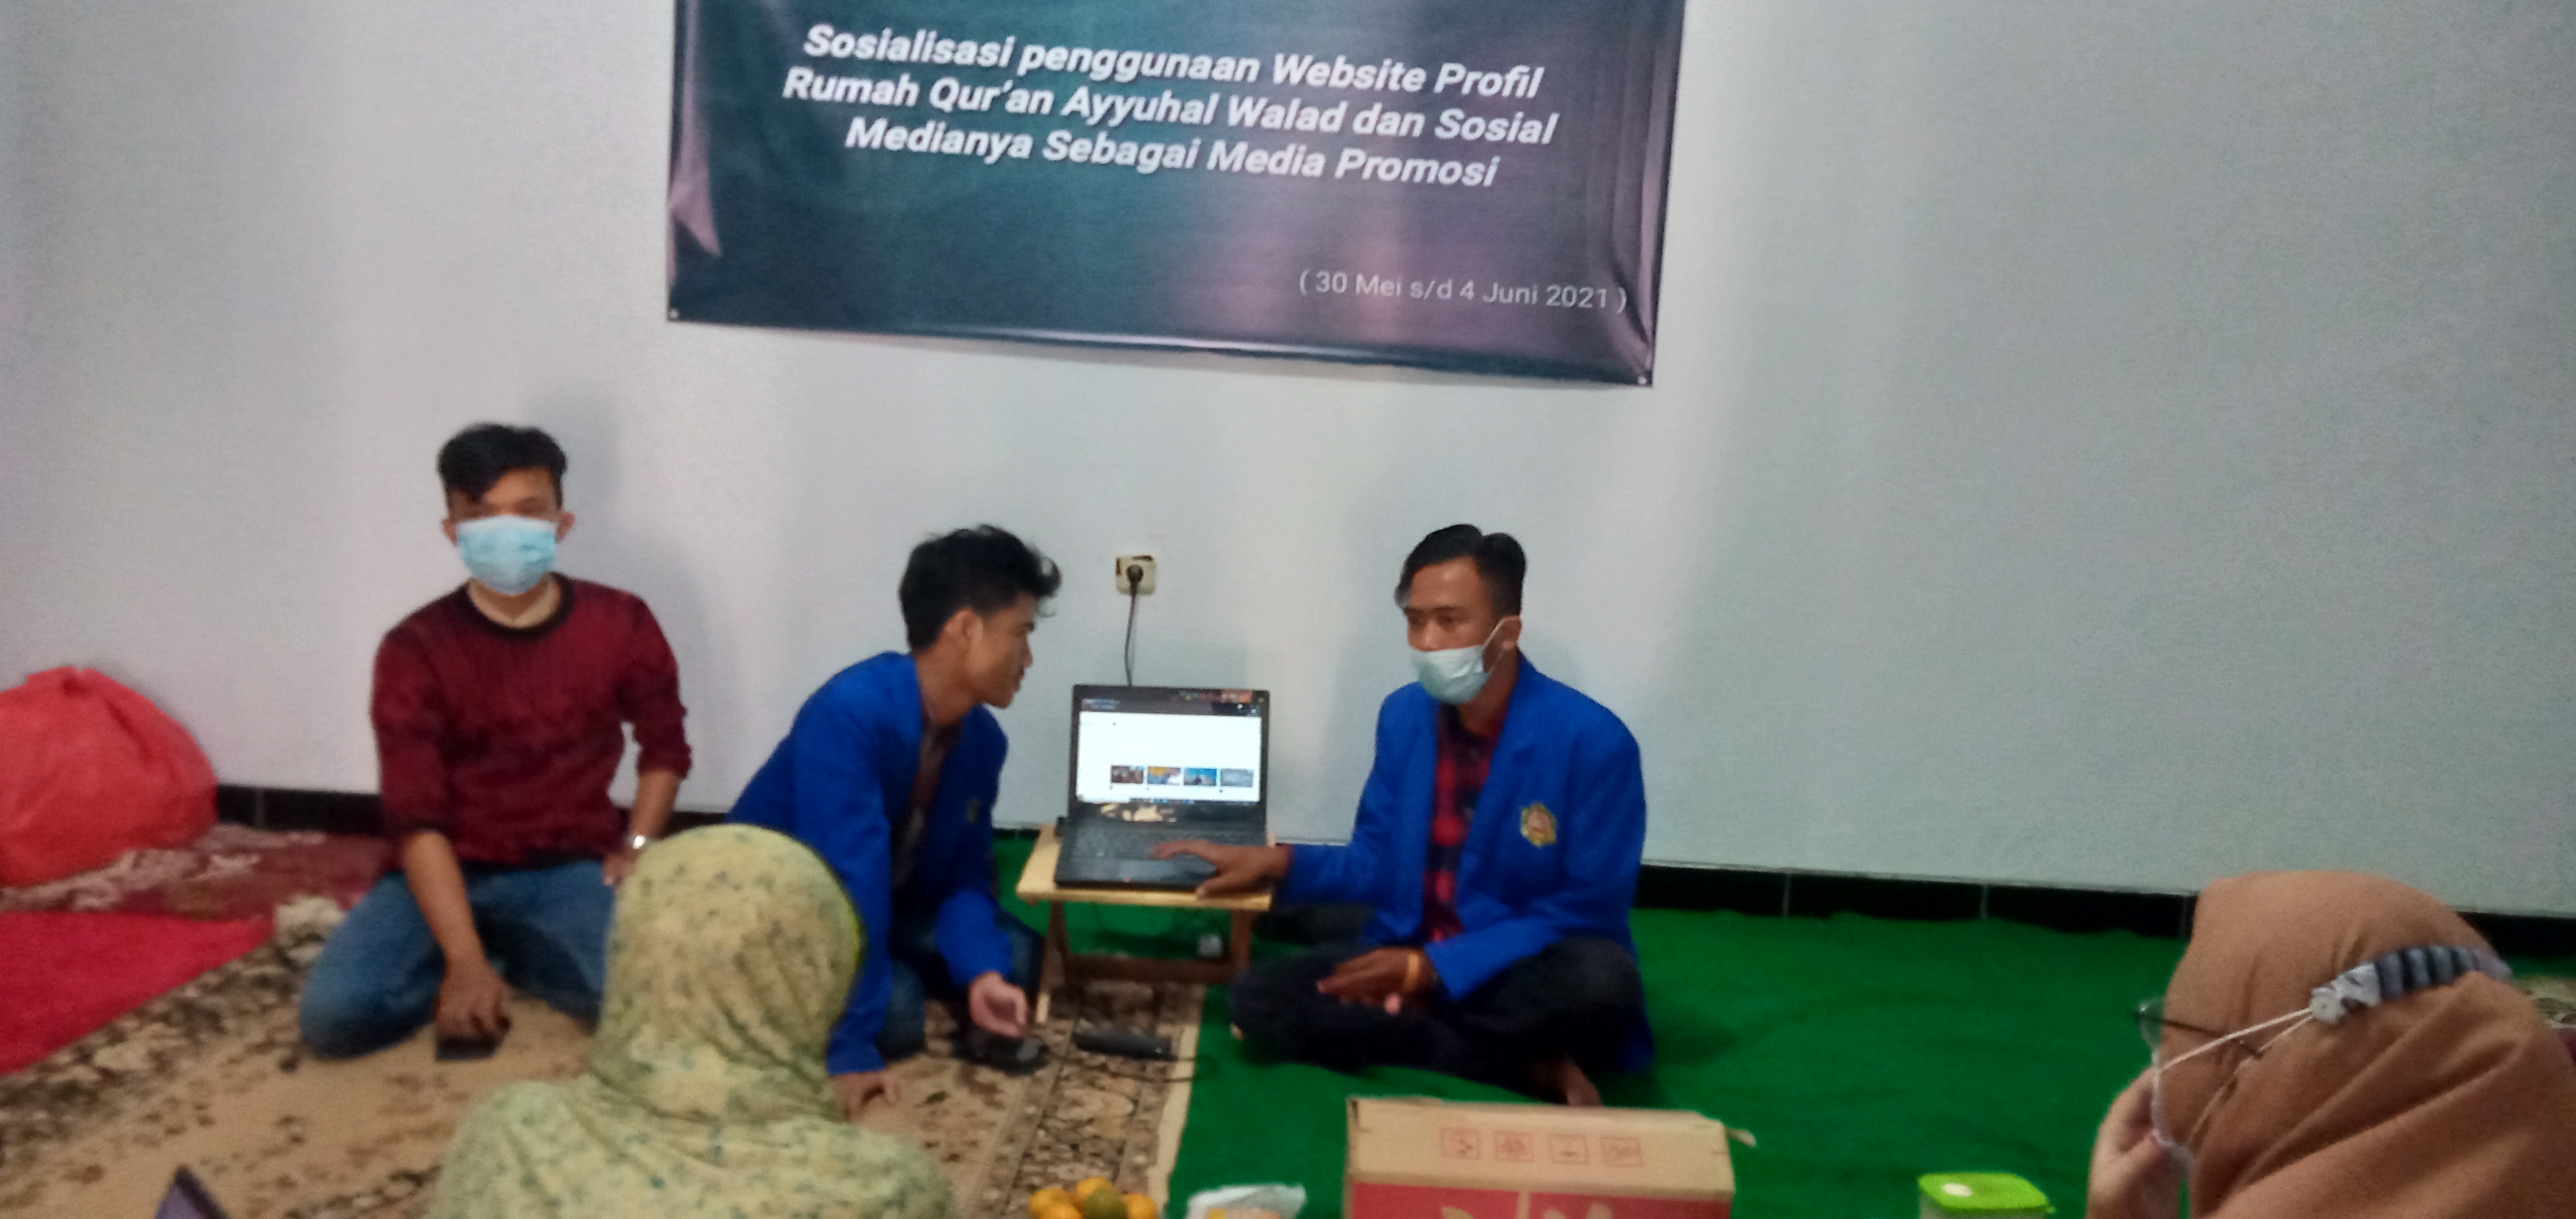 Sosialisasi penggunaan Website Profil
Rumah Qur'an Ayyuhal Walad dan Sosial
Medianya Sebagai Media Promosi
( 30 Mei s/d 4 Juni 2021 )